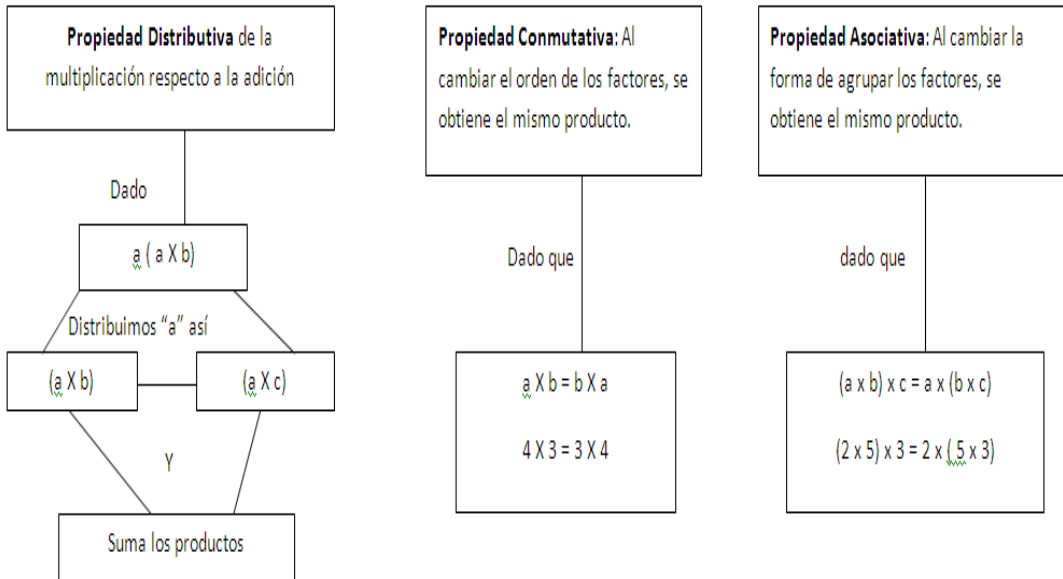 Propiedad Distributiva de la
multiplicación respecto a la adición
Dado
a ( a X b)
Distribuimos “a” así
(a X b)
(a X c)
Y
Suma los productos
Propiedad Conmutativa: Al
cambiar el orden de los factores, se
obtiene el mismo producto.
Dado que
a X b = b X a
4 X 3 = 3 X 4
Propiedad Asociativa: Al cambiar la
forma de agrupar los factores, se
obtiene el mismo producto.
dado que
(a x b) x c = a x (b x c)
(2 x 5) x 3 = 2 x ( 5 x 3)